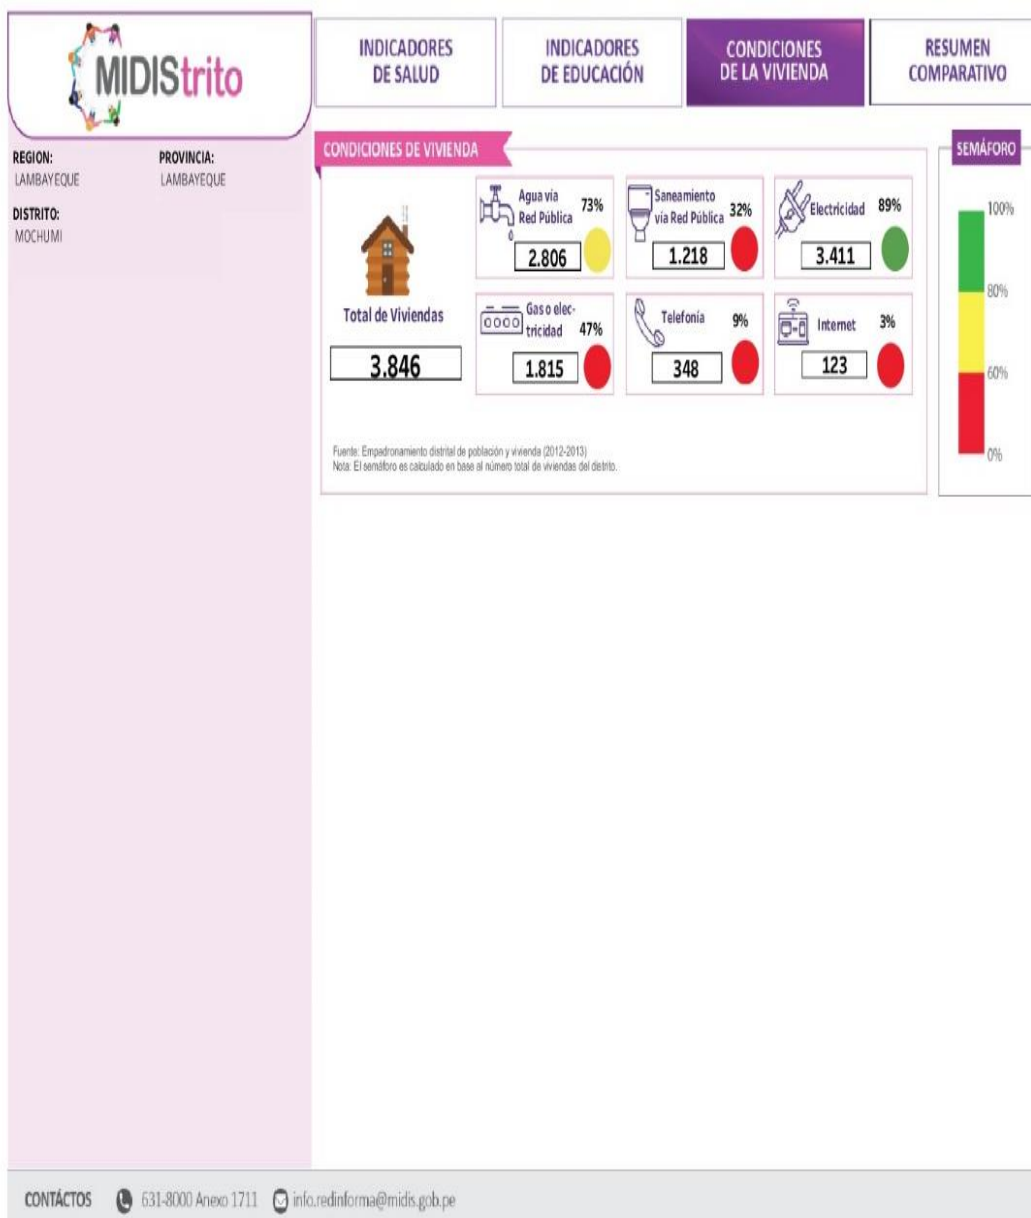 MIDIStrito
INDICADORES
DE SALUD
INDICADORES
DE EDUCACIÓN
CONDICIONES
DE LA VIVIENDA
RESUMEN
COMPARATIVO
REGION:
LAMBAYEQUE
PROVINCIA:
LAMBAYEQUE
DISTRITO:
MOCHUMI
CONDICIONES DE VIVIENDA
Total de Viviendas
3.846
Agua vía
Red Pública
73%
2.806
Saneamiento
vía Red Pública
32%
1.218
Electricidad
89%
3.411
Gas o elec-
tricidad
47%
1.815
Telefonía
9%
348
Internet
3%
123
Fuente: Empadronamiento distrital de población y vivienda (2012-2013)
Nota: El semáforo es calculado en base al número total de viviendas del distrito.
SEMÁFORO
100%
80%
60%
0%
CONTÁCTOS 631-8000 Anexo 1711 info.redinforma@midis.gob.pe